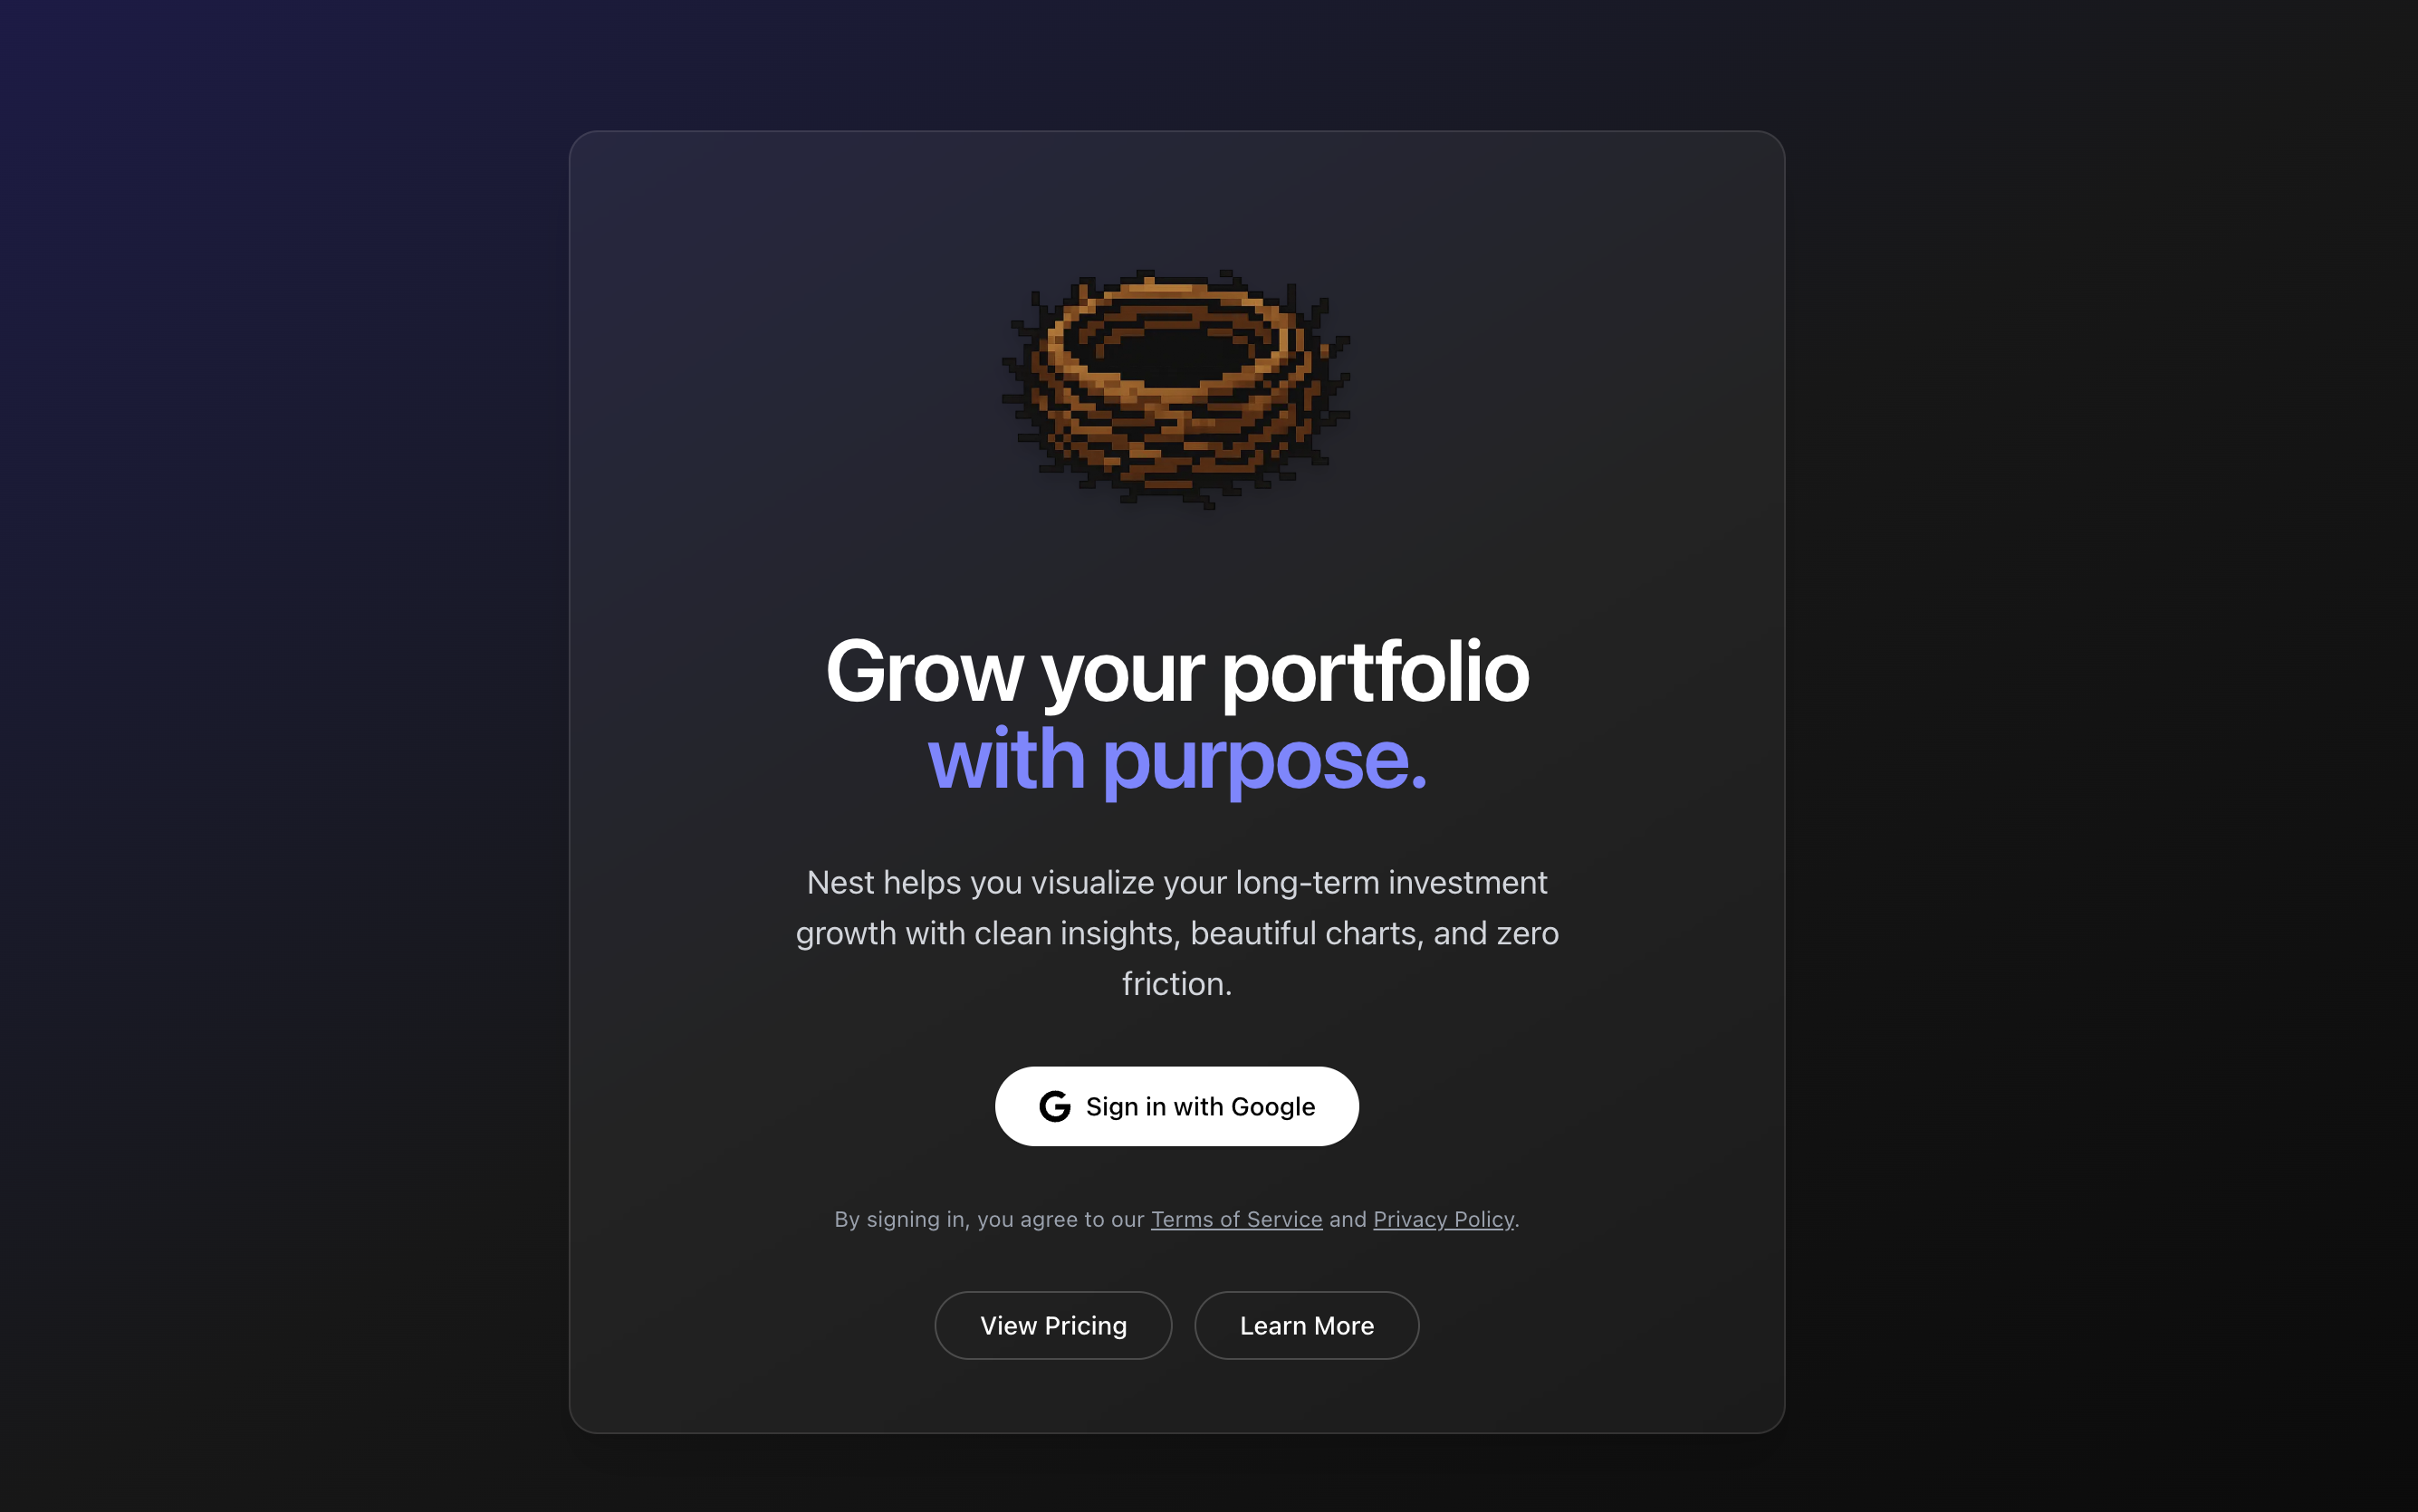 Grow your portfolio
with purpose.
Nest helps you visualize your long-term investment
growth with clean insights, beautiful charts, and zero
friction.
Sign in with Google
By signing in, you agree to our Terms of Service and Privacy Policy.
View Pricing
Learn More